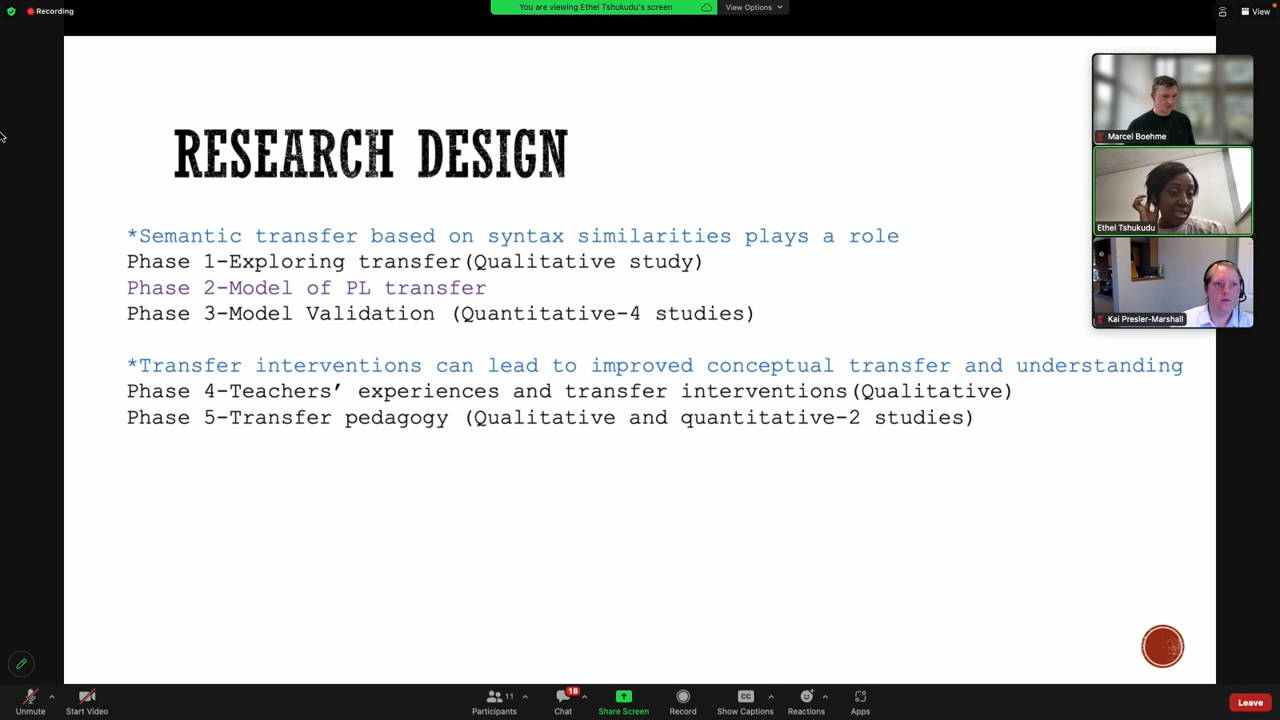 Recording
You are viewing Ethel Tshukudu's screen
View Options
View
RESEARCH DESIGN
*Semantic transfer based on syntax similarities plays a role
Phase 1-Exploring transfer(Qualitative study)
Phase 2-Model of PL transfer
Phase 3-Model Validation (Quantitative-4 studies)
*Transfer interventions can lead to improved conceptual transfer and understanding
Phase 4-Teachers’ experiences and transfer interventions(Qualitative)
Phase 5-Transfer pedagogy (Qualitative and quantitative-2 studies)
Marcel Boehme
Ethel Tshukudu
Kai Presler-Marshall
Unmute
Start Video
11
Participants
18
Chat
Share Screen
Record
CC
Show Captions
Reactions
Apps
Leave